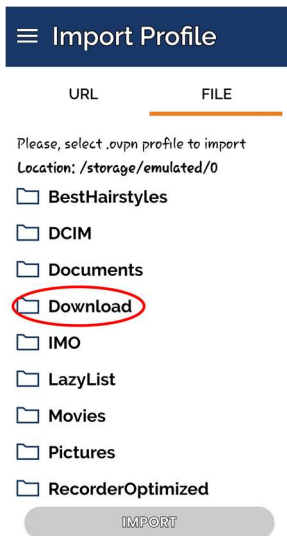 Import Profile
URL FILE
Please, select .ovpn profile to import
Location: /storage/emulated/0
BestHairstyles
DCIM
Documents
Download
IMO
LazyList
Movies
Pictures
RecorderOptimized
IMPORT